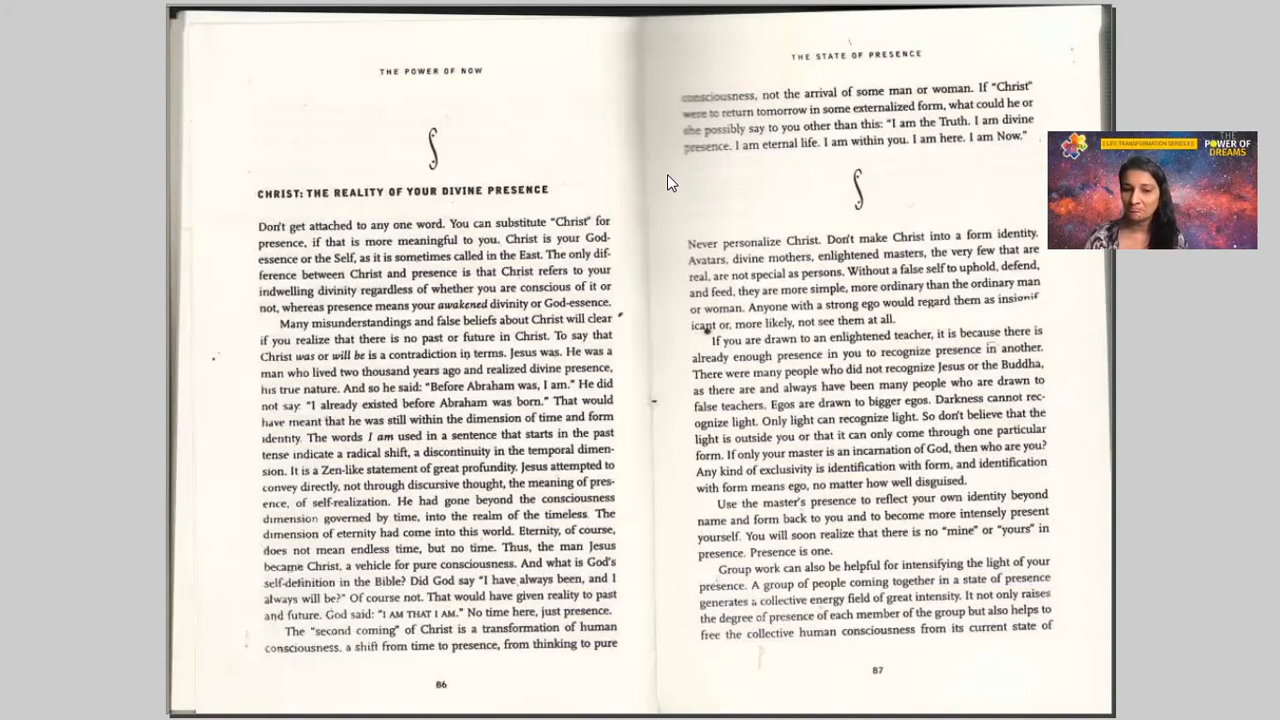 THE POWER OF NOW
CHRIST: THE REALITY OF YOUR DIVINE PRESENCE
Don't get attached to any one word. You can substitute "Christ" for
presence, if that is more meaningful to you. Christ is your God-
essence or the Self, as it is sometimes called in the East. The only dif-
ference between Christ and presence is that Christ refers to your
indwelling divinity regardless of whether you are conscious of it or
not, whereas presence means your awakened divinity or God-essence.
Many misunderstandings and false beliefs about Christ will clear
if you realize that there is no past or future in Christ. To say that
Christ was or will be is a contradiction in terms. Jesus was. He was a
man who lived two thousand years ago and realized divine presence,
his true nature. And so he said: "Before Abraham was, I am." He did
not say: "I already existed before Abraham was born." That would
have meant that he was still within the dimension of time and form
identity. The words I am used in a sentence that starts in the past
tense indicate a radical shift, a discontinuity in the temporal dimen-
sion. It is a Zen-like statement of great profundity. Jesus attempted to
convey directly, not through discursive thought, the meaning of pres-
ence, of self-realization. He had gone beyond the consciousness
dimension governed by time, into the realm of the timeless. The
dimension of eternity had come into this world. Eternity, of course,
does not mean endless time, but no time. Thus, the man Jesus
became Christ, a vehicle for pure consciousness. And what is God's
self-definition in the Bible? Did God say "I have always been, and I
always will be?" Of course not. That would have given reality to past
and future. God said: "I AM THAT I AM." No time here, just presence.
The "second coming" of Christ is a transformation of human
consciousness, a shift from time to presence, from thinking to pure
86
THE STATE OF PRESENCE
consciousness, not the arrival of some man or woman. If "Christ"
were to return tomorrow in some externalized form, what could he or
she possibly say to you other than this: "I am the Truth. I am divine
presence. I am eternal life. I am within you. I am here. I am Now."
Never personalize Christ. Don't make Christ into a form identity.
Avatars, divine mothers, enlightened masters, the very few that are
real, are not special as persons. Without a false self to uphold, defend,
and feed, they are more simple, more ordinary than the ordinary man
or woman. Anyone with a strong ego would regard them as insignif
icant or, more likely, not see them at all.
If you are drawn to an enlightened teacher, it is because there is
already enough presence in you to recognize presence in another.
There were many people who did not recognize Jesus or the Buddha,
as there are and always have been many people who are drawn to
false teachers. Egos are drawn to bigger egos. Darkness cannot rec-
ognize light. Only light can recognize light. So don't believe that the
light is outside you or that it can only come through one particular
form. If only your master is an incarnation of God, then who are you?
Any kind of exclusivity is identification with form, and identification
with form means ego, no matter how well disguised.
Use the master's presence to reflect your own identity beyond
name and form back to you and to become more intensely present
yourself. You will soon realize that there is no "mine" or "yours" in
presence. Presence is one.
Group work can also be helpful for intensifying the light of your
presence. A group of people coming together in a state of presence
generates a collective energy field of great intensity. It not only raises
the degree of presence of each member of the group but also helps to
free the collective human consciousness from its current state of
87
|| LIFE TRANSFORMATION SERIES ||
THE
POWER OF
DREAMS